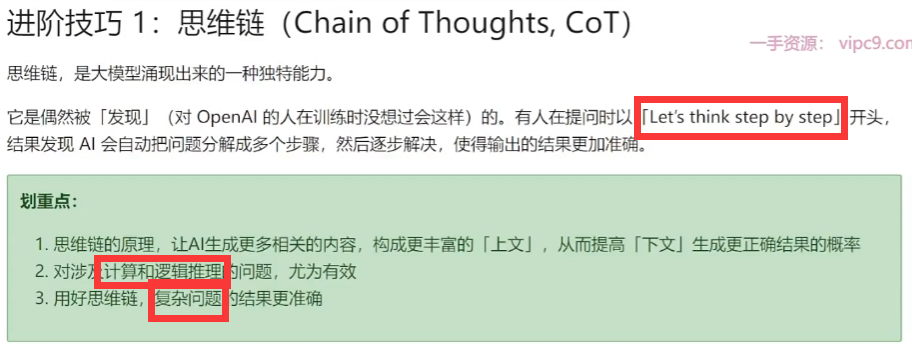 进阶技巧 1：思维链（Chain of Thoughts, CoT）
一手资源： vipc9.com
思维链，是大模型涌现出来的一种独特能力。
它是偶然被「发现」（对 OpenAI 的人在训练时没想过会这样）的。有人在提问时以「Let’s think step by step」开头，
结果发现 AI 会自动把问题分解成多个步骤，然后逐步解决，使得输出的结果更加准确。
划重点：
1. 思维链的原理，让AI生成更多相关的内容，构成更丰富的「上文」，从而提高「下文」生成更正确结果的概率
2. 对涉及计算和逻辑推理的问题，尤为有效
3. 用好思维链，复杂问题的结果更准确